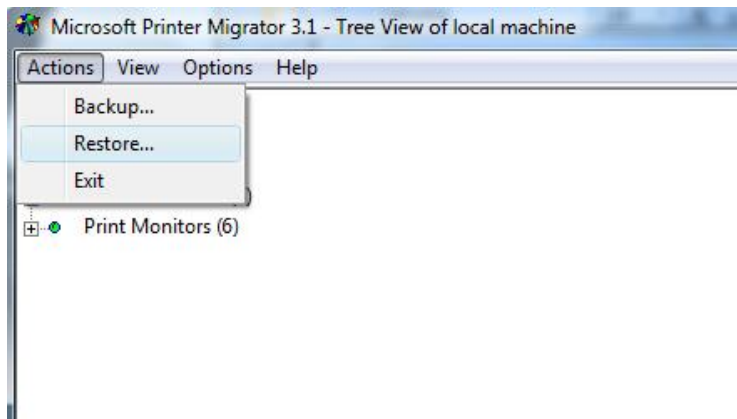 Microsoft Printer Migrator 3.1 - Tree View of local machine
Actions View Options Help
Backup...
Restore...
Exit
Print Monitors (6)